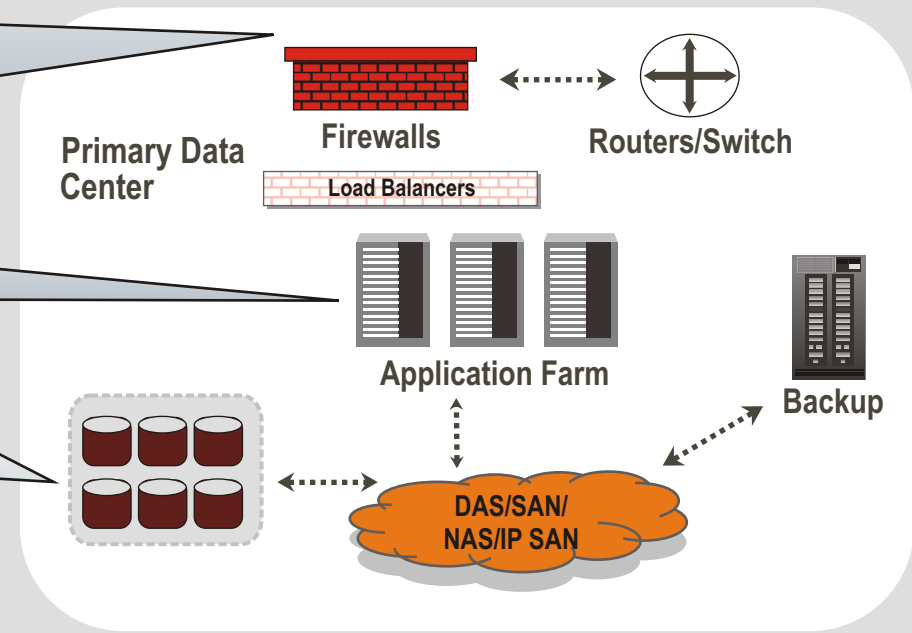 Firewalls
Routers/Switch
Primary Data
Center
Load Balancers
Application Farm
Backup
DAS/SAN/
NAS/IP SAN